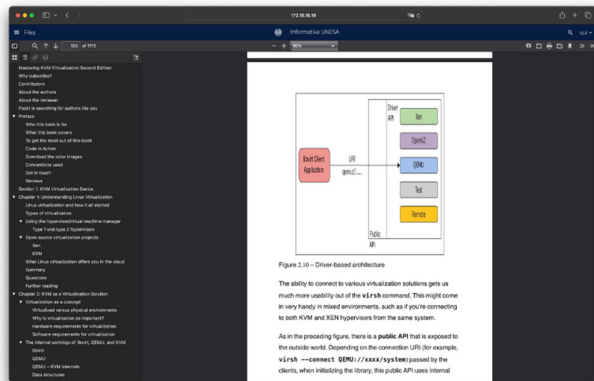 172.16.16.19
Files
Informatika UNESA
103 of 1113
90%
Mastering KVM Virtualization Second Edition
Why subscribe?
Contributors
About the authors
About the reviewer
Packt is searching for authors like you
Preface
Who this book is for
What this book covers
To get the most out of this book
Code in Action
Download the color images
Conventions used
Get in touch
Reviews
Section 1: KVM Virtualization Basics
Chapter 1: Understanding Linux Virtualization
Linux virtualization and how it all started
Types of virtualization
Using the hypervisor/virtual machine manager
Type 1 and type 2 hypervisors
Open source virtualization projects
Xen
KVM
What Linux virtualization offers you in the cloud
Summary
Questions
Further reading
Chapter 2: KVM as a Virtualization Solution
Virtualization as a concept
Virtualized versus physical environments
Why is virtualization so important?
Hardware requirements for virtualization
Software requirements for virtualization
The internal workings of libvirt, QEMU, and KVM
libvirt
QEMU
QEMU – KVM internals
Data structures
Driver
API
Xen
OpenVZ
libvirt Client
Application
URI
QEMU
Test
Remote
Public
API
Figure 2.10 – Driver-based architecture
The ability to connect to various virtualization solutions gets us
much more usability out of the virsh command. This might come
in very handy in mixed environments, such as if you're connecting
to both KVM and XEN hypervisors from the same system.
As in the preceding figure, there is a public API that is exposed to
the outside world. Depending on the connection URI (for example,
virsh --connect QEMU://xxxx/system) passed by the
clients, when initializing the library, this public API uses internal